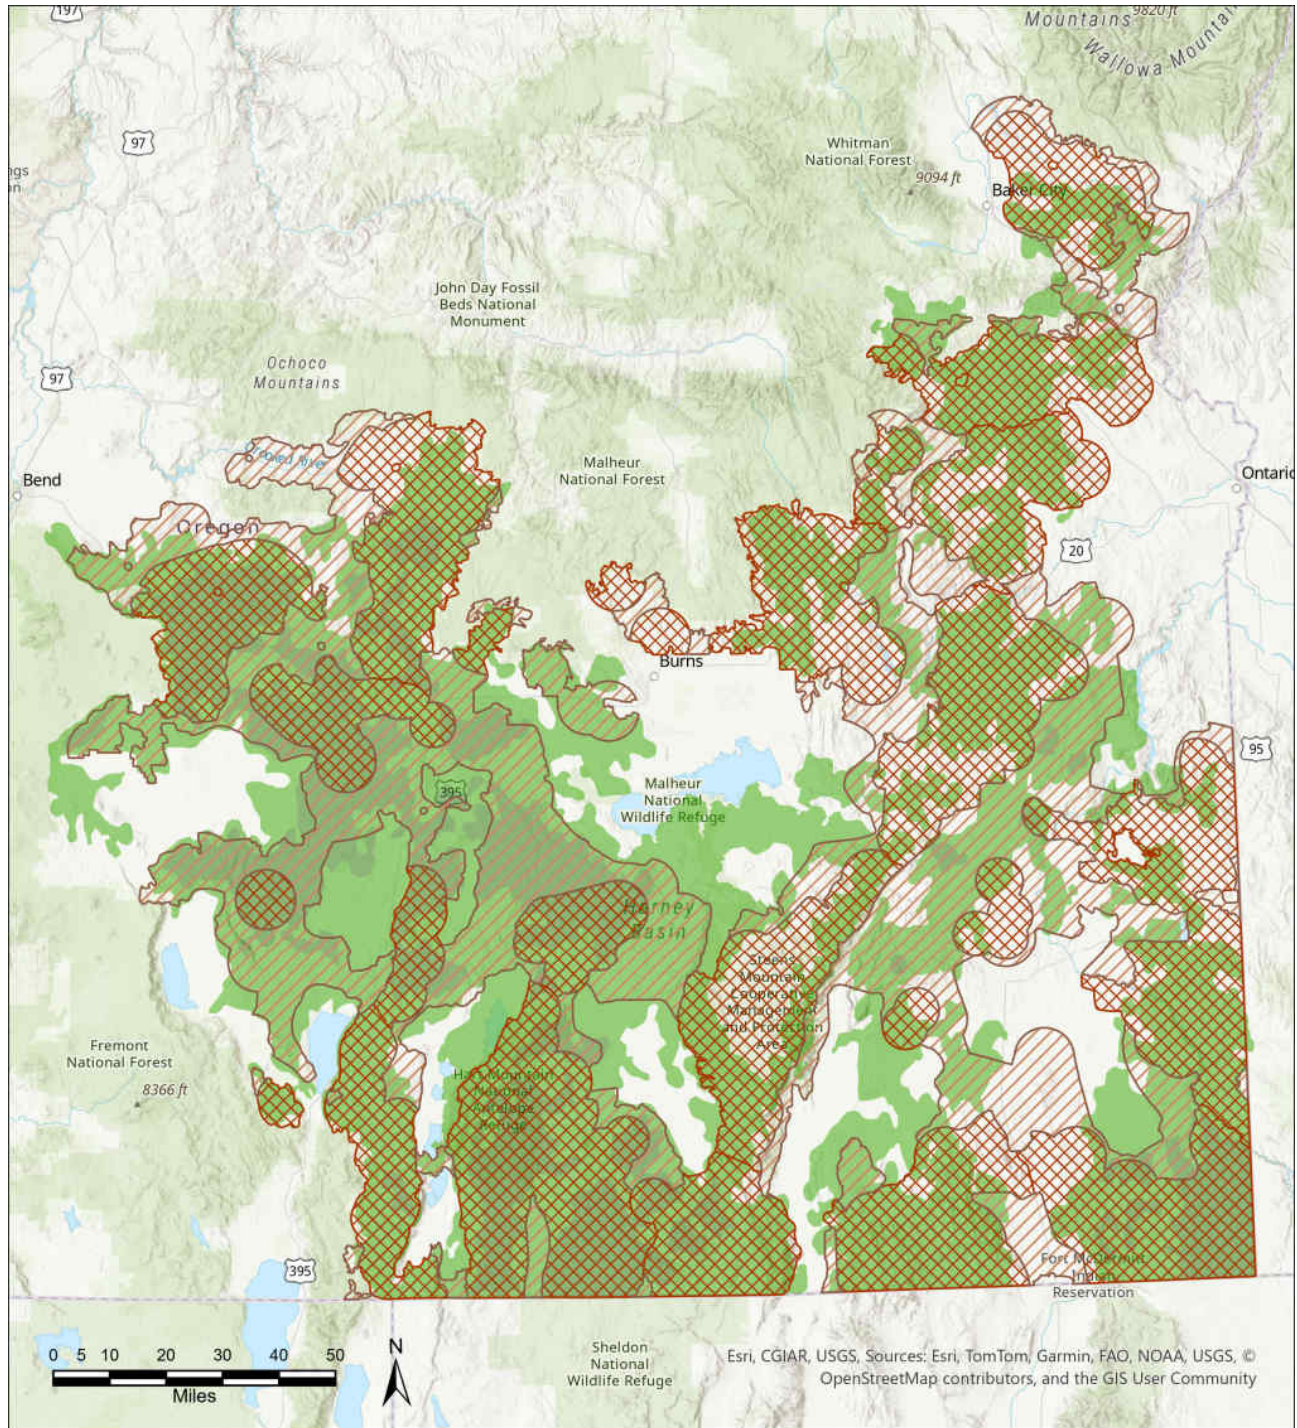 197
9820 ft
Mountains
Wallowa Mountain
97
Whitman
National Forest
9094 ft
Baker City
John Day Fossil
Beds National
Monument
Ochoco
Mountains
97
Crooked River
Malheur
National Forest
Bend
Ontario
Oregon
20
Burns
95
395
Malheur
National
Wildlife Refuge
Harney
Basin
Steens
Mountain
Cooperative
Management
and Protection
Area
Fremont
National Forest
8366 ft
Hart Mountain
National
Antelope
Refuge
395
Fort McDermitt
Indian
Reservation
Sheldon
National
Wildlife Refuge
0 5 10 20 30 40 50
Miles
N
Esri, CGIAR, USGS, Sources: Esri, TomTom, Garmin, FAO, NOAA, USGS, ©
OpenStreetMap contributors, and the GIS User Community